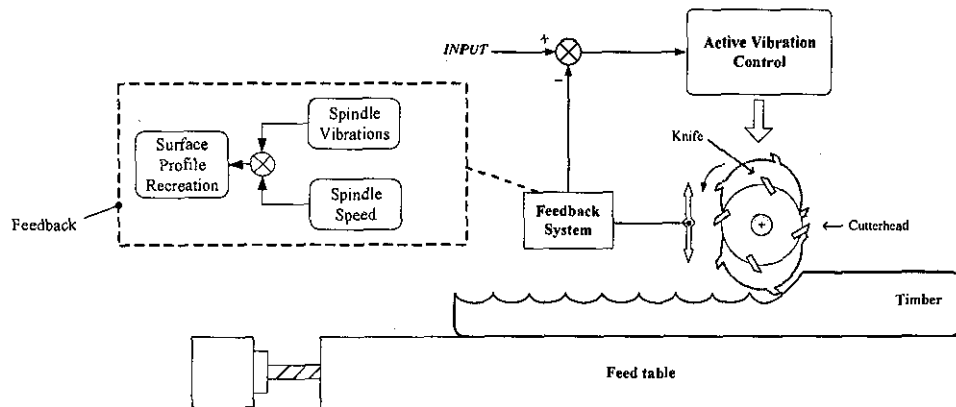 INPUT
+
−
Active Vibration
Control
Spindle
Vibrations
Surface
Profile
Recreation
Spindle
Speed
Feedback
Feedback
System
Knife
+
Cutterhead
Timber
Feed table